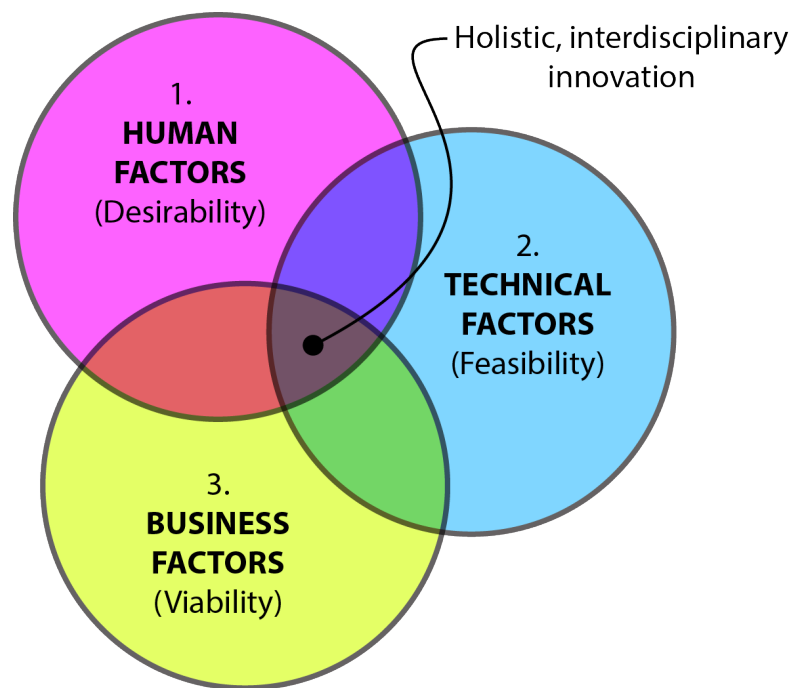 Holistic, interdisciplinary
innovation
1.
HUMAN
FACTORS
(Desirability)
2.
TECHNICAL
FACTORS
(Feasibility)
3.
BUSINESS
FACTORS
(Viability)